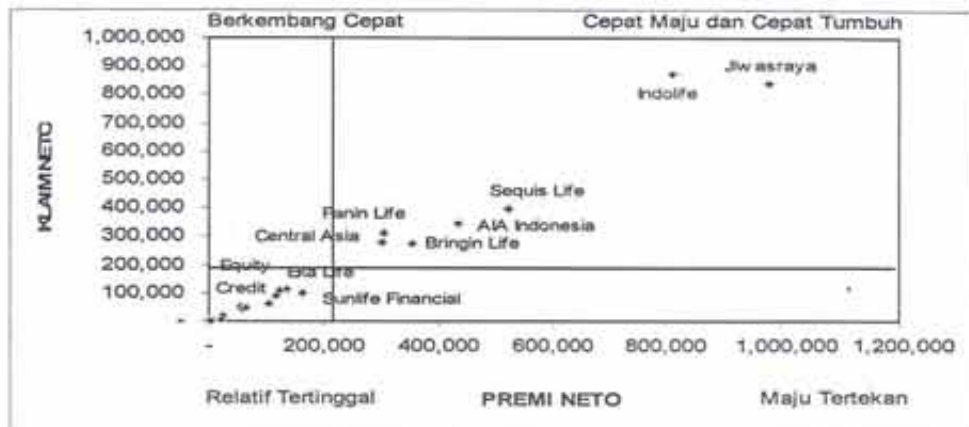 Berkembang Cepat Cepat Maju dan Cepat Tumbuh
1,000,000
900,000
800,000
700,000
600,000
500,000
400,000
300,000
200,000
100,000
-
KLAIM NETO
Jiwasraya
Indolife
Sequis Life
Panin Life
AIA Indonesia
Central Asia
Bringin Life
Equity
Bta Life
Credit
Sunlife Financial
- 200,000 400,000 600,000 800,000 1,000,000 1,200,000
Relatif Tertinggal PREMI NETO Maju Tertekan